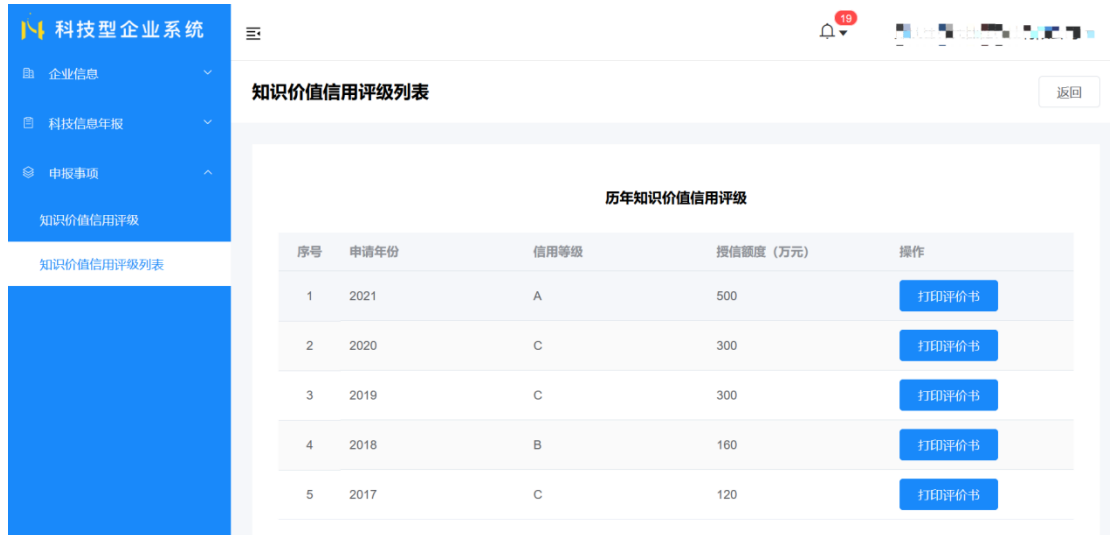 科技型企业系统
19
企业信息
知识价值信用评级列表
返回
科技信息年报
申报事项
历年知识价值信用评级
知识价值信用评级
序号 申请年份 信用等级 授信额度（万元） 操作
知识价值信用评级列表
1 2021 A 500 打印评价书
2 2020 C 300 打印评价书
3 2019 C 300 打印评价书
4 2018 B 160 打印评价书
5 2017 C 120 打印评价书